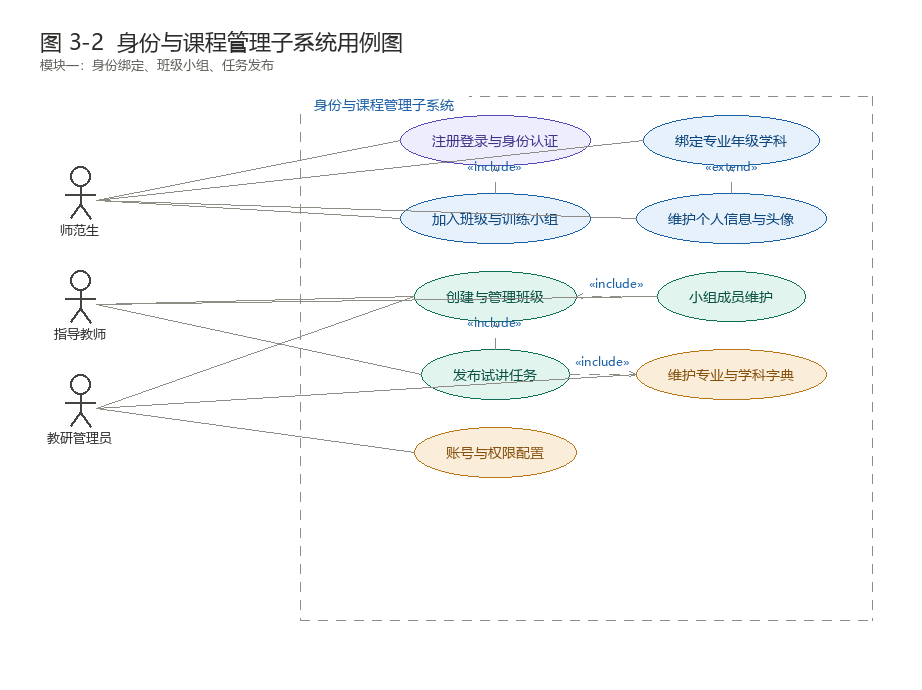 图 3-2 身份与课程管理子系统用例图
模块一：身份绑定、班级小组、任务发布
身份与课程管理子系统
注册登录与身份认证
绑定专业年级学科
«include»
«extend»
师范生
加入班级与训练小组
维护个人信息与头像
«include»
创建与管理班级
小组成员维护
指导教师
«include»
«include»
发布试讲任务
维护专业与学科字典
教研管理员
账号与权限配置